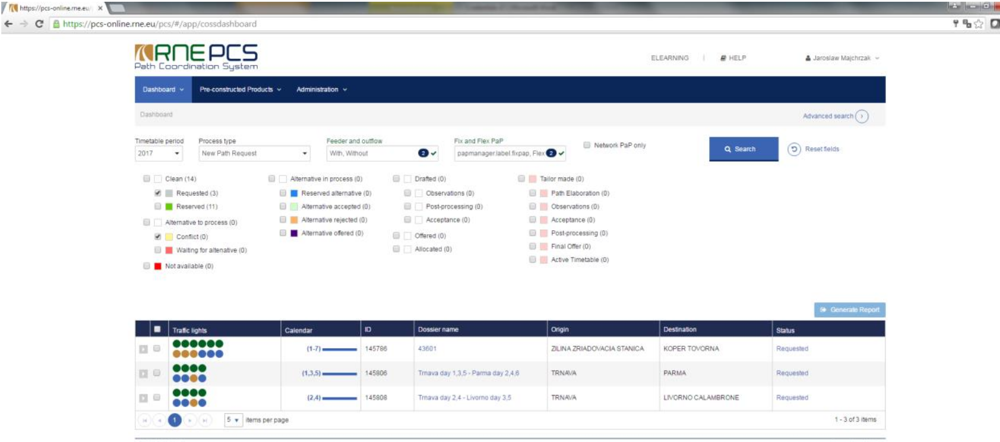 https://pcs-online.rne.eu/
https://pcs-online.rne.eu/pcs/#/app/cossdashboard
RNE PCS
Path Coordination System
ELEARNING | HELP Jaroslaw Majchrzak
Dashboard Pre-constructed Products Administration
Dashboard Advanced search
Timetable period Process type Feeder and outflow Fix and Flex PaP
2017 New Path Request With, Without 2 papmanager.label.fixpap, Flex 2 Network PaP only Search Reset fields
Clean (14) Alternative in process (0) Drafted (0) Tailor made (0)
Requested (3) Reserved alternative (0) Observations (0) Path Elaboration (0)
Reserved (11) Alternative accepted (0) Post-processing (0) Observations (0)
Alternative to process (0) Alternative rejected (0) Acceptance (0) Acceptance (0)
Conflict (0) Alternative offered (0) Offered (0) Post-processing (0)
Waiting for altenative (0) Allocated (0) Final Offer (0)
Not available (0) Active Timetable (0)
Generate Report
Traffic lights Calendar ID Dossier name Origin Destination Status
(1-7) 145786 43601 ZILINA ZRIADOVACIA STANICA KOPER TOVORNA Requested
(1,3,5) 145806 Trnava day 1,3,5 - Parma day 2,4,6 TRNAVA PARMA Requested
(2,4) 145808 Trnava day 2,4 - Livorno day 3,5 TRNAVA LIVORNO CALAMBRONE Requested
1 5 items per page 1 - 3 of 3 items